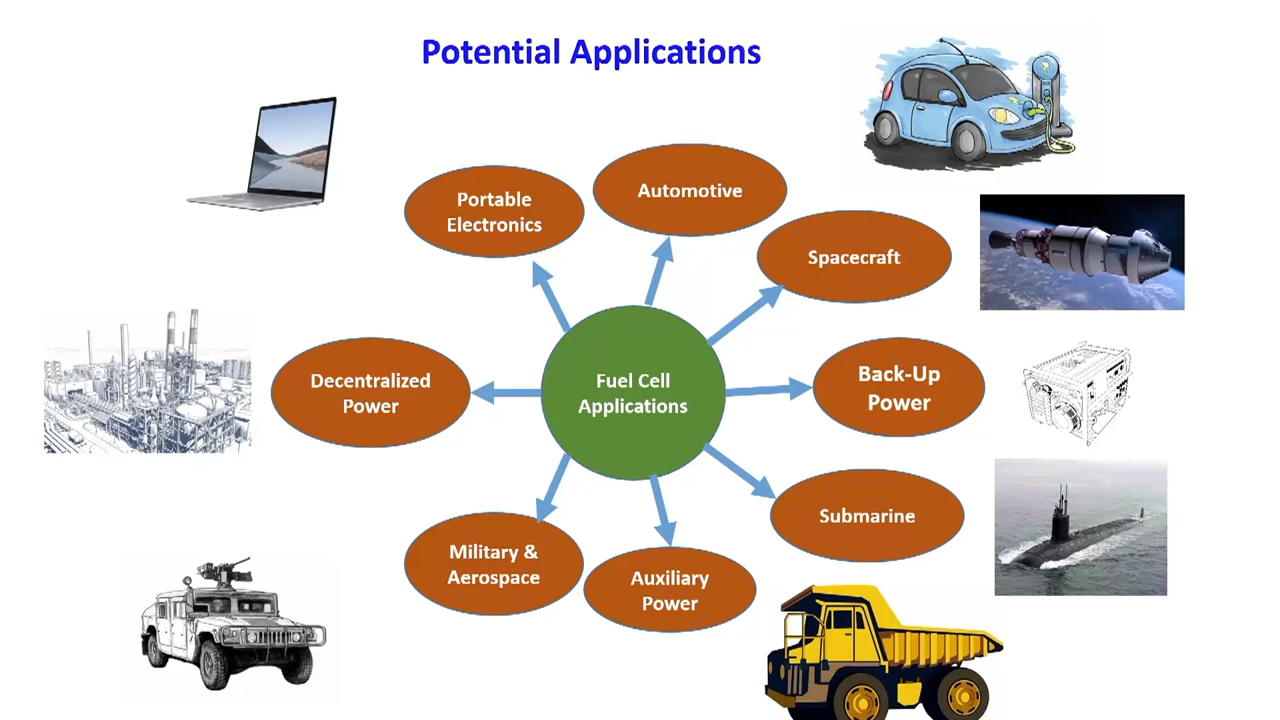 Potential Applications
Portable
Electronics
Automotive
Spacecraft
Decentralized
Power
Fuel Cell
Applications
Back-Up
Power
Submarine
Military &
Aerospace
Auxiliary
Power